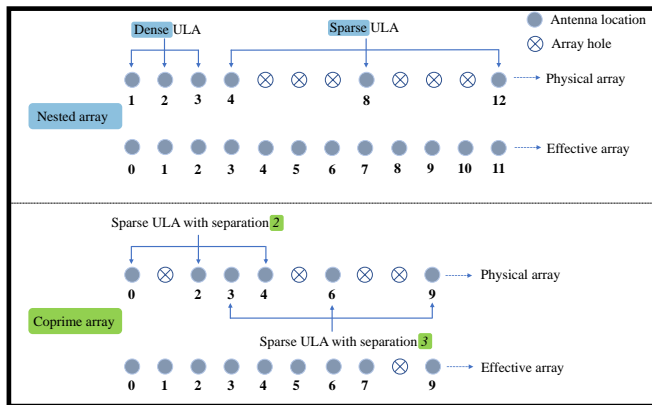 Dense ULA
Sparse ULA
Antenna location
Array hole
Physical array
1 2 3 4 8 12
Nested array
Effective array
0 1 2 3 4 5 6 7 8 9 10 11
Sparse ULA with separation 2
Physical array
0 2 3 4 6 9
Coprime array
Sparse ULA with separation 3
Effective array
0 1 2 3 4 5 6 7 9